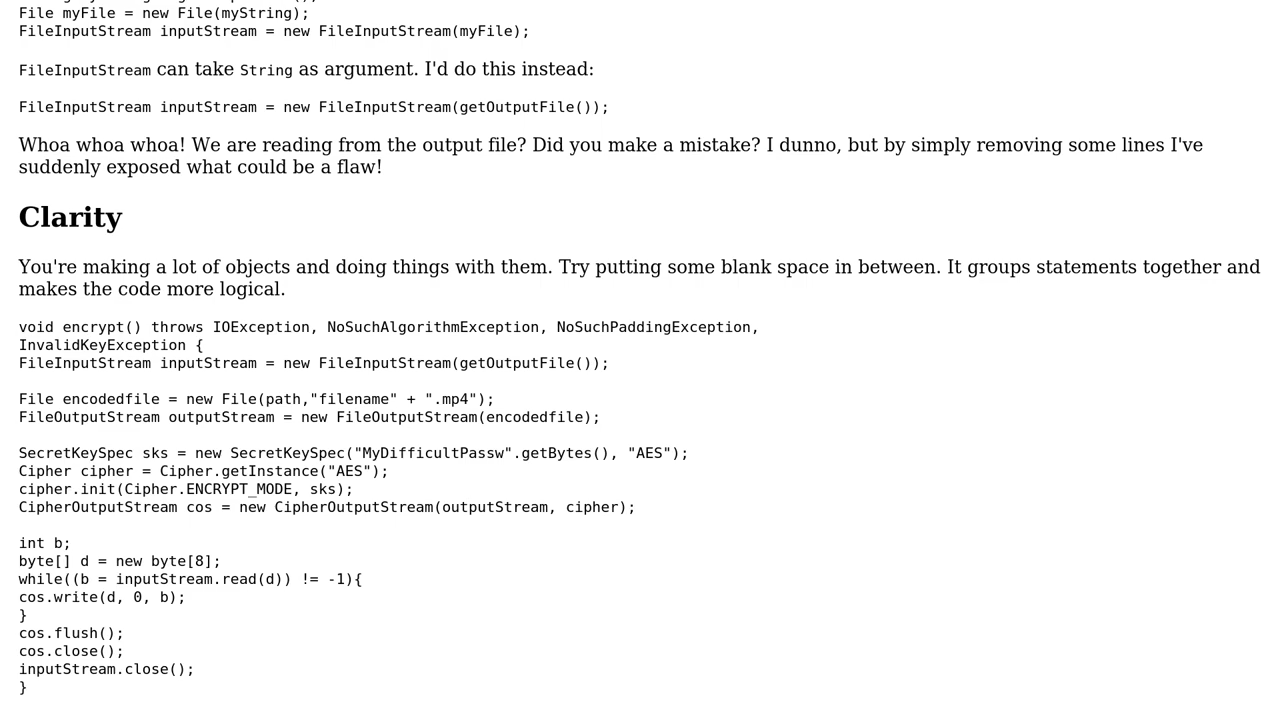 File myFile = new File(myString);
FileInputStream inputStream = new FileInputStream(myFile);
FileInputStream can take String as argument. I'd do this instead:
FileInputStream inputStream = new FileInputStream(getOutputFile());
Whoa whoa whoa! We are reading from the output file? Did you make a mistake? I dunno, but by simply removing some lines I've
suddenly exposed what could be a flaw!
Clarity
You're making a lot of objects and doing things with them. Try putting some blank space in between. It groups statements together and
makes the code more logical.
void encrypt() throws IOException, NoSuchAlgorithmException, NoSuchPaddingException,
InvalidKeyException {
FileInputStream inputStream = new FileInputStream(getOutputFile());
File encodedfile = new File(path,"filename" + ".mp4");
FileOutputStream outputStream = new FileOutputStream(encodedfile);
SecretKeySpec sks = new SecretKeySpec("MyDifficultPassw".getBytes(), "AES");
Cipher cipher = Cipher.getInstance("AES");
cipher.init(Cipher.ENCRYPT_MODE, sks);
CipherOutputStream cos = new CipherOutputStream(outputStream, cipher);
int b;
byte[] d = new byte[8];
while((b = inputStream.read(d)) != -1){
cos.write(d, 0, b);
}
cos.flush();
cos.close();
inputStream.close();
}